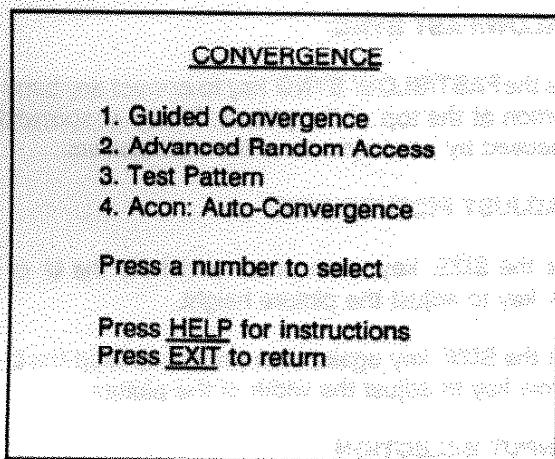 CONVERGENCE
1. Guided Convergence
2. Advanced Random Access
3. Test Pattern
4. Acon: Auto-Convergence
Press a number to select
Press HELP for instructions
Press EXIT to return